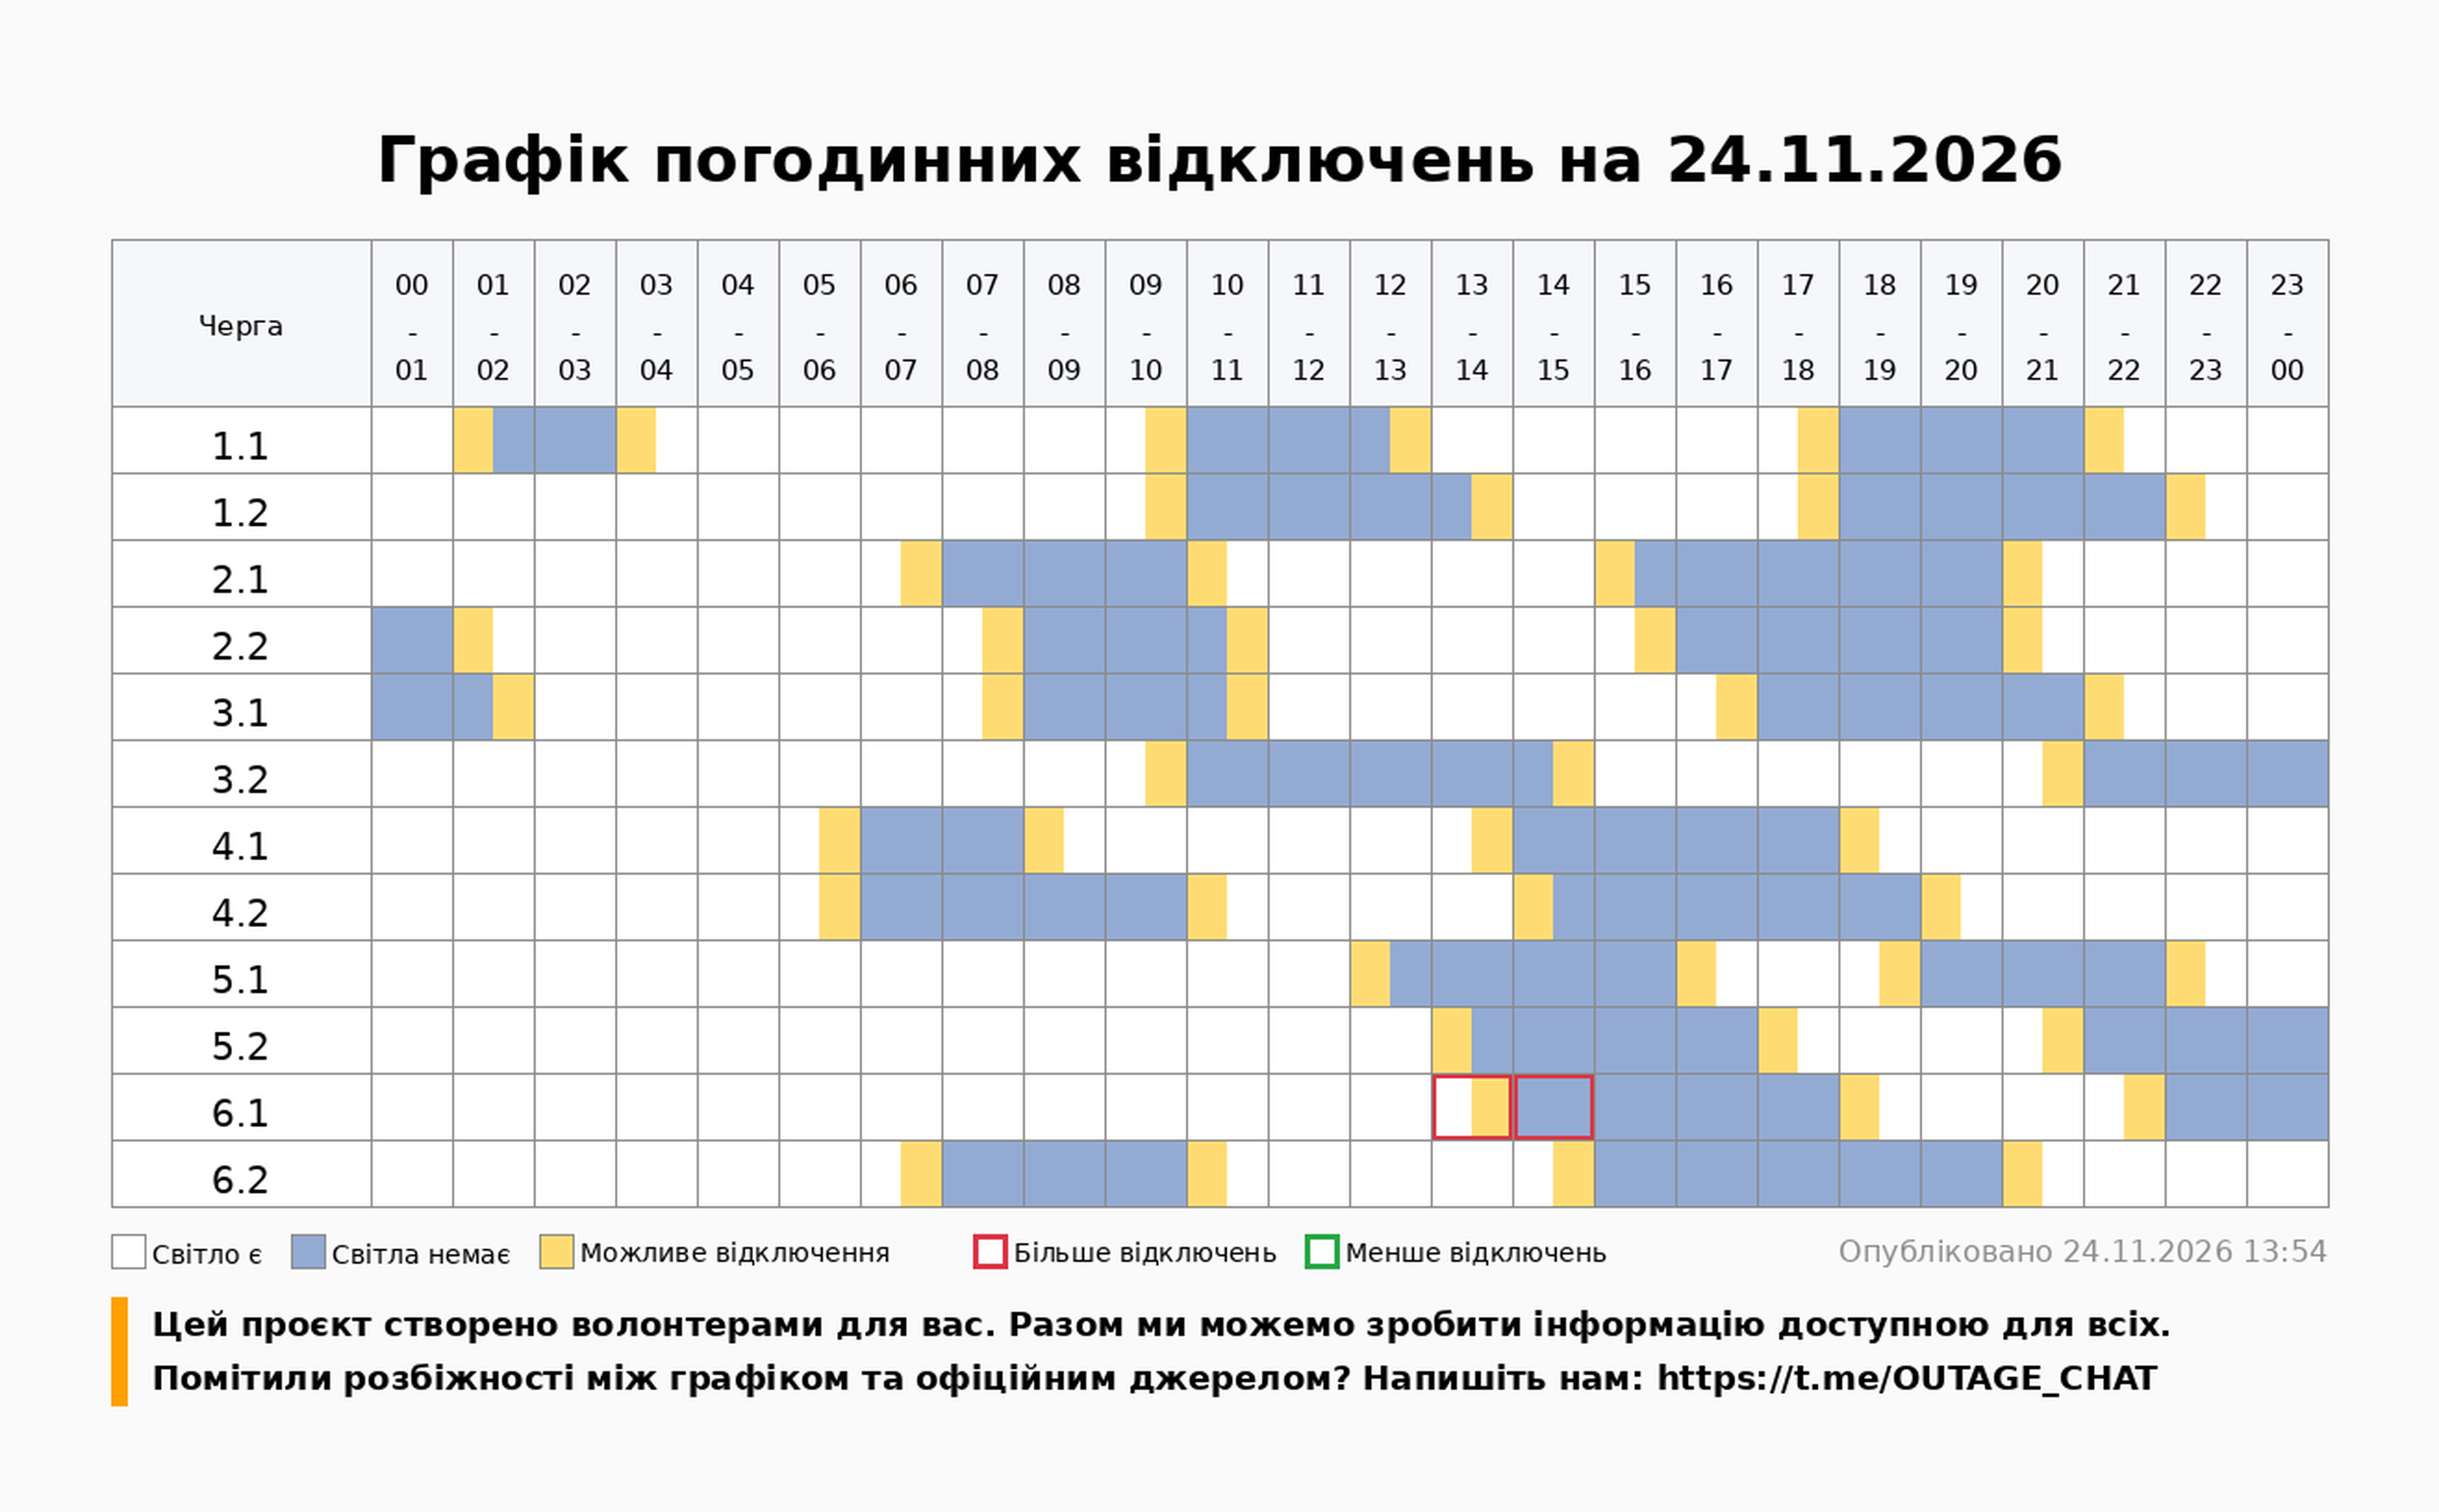 Графік погодинних відключень на 24.11.2026
Черга
00 - 01
01 - 02
02 - 03
03 - 04
04 - 05
05 - 06
06 - 07
07 - 08
08 - 09
09 - 10
10 - 11
11 - 12
12 - 13
13 - 14
14 - 15
15 - 16
16 - 17
17 - 18
18 - 19
19 - 20
20 - 21
21 - 22
22 - 23
23 - 00
1.1
1.2
2.1
2.2
3.1
3.2
4.1
4.2
5.1
5.2
6.1
6.2
Світло є
Світла немає
Можливе відключення
Більше відключень
Менше відключень
Опубліковано 24.11.2026 13:54
Цей проєкт створено волонтерами для вас. Разом ми можемо зробити інформацію доступною для всіх.
Помітили розбіжності між графіком та офіційним джерелом? Напишіть нам: https://t.me/OUTAGE_CHAT